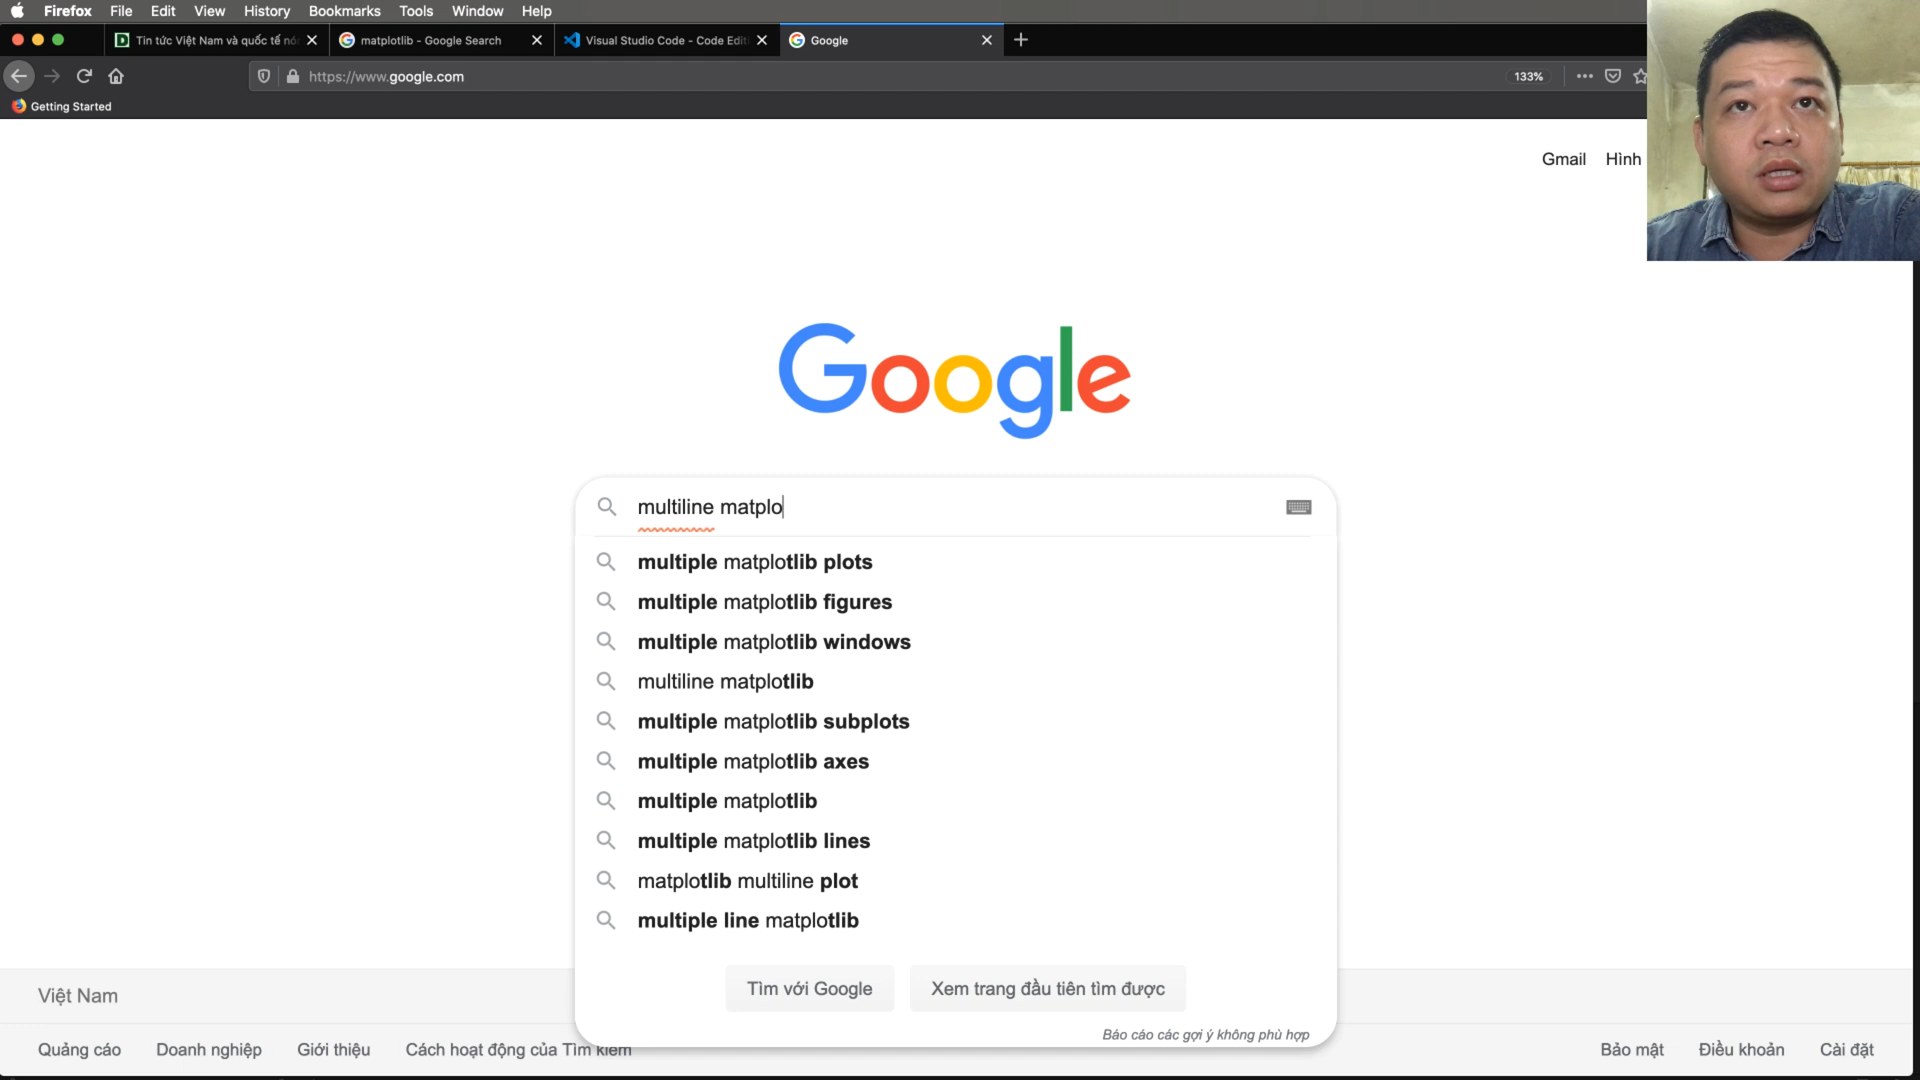 Firefox File Edit View History Bookmarks Tools Window Help
Tin tức Việt Nam và quốc tế nó
matplotlib - Google Search
Visual Studio Code - Code Edit
Google
https://www.google.com
133%
Getting Started
Gmail Hình
Google
multiline matplo
multiple matplotlib plots
multiple matplotlib figures
multiple matplotlib windows
multiline matplotlib
multiple matplotlib subplots
multiple matplotlib axes
multiple matplotlib
multiple matplotlib lines
matplotlib multiline plot
multiple line matplotlib
Tìm với Google Xem trang đầu tiên tìm được
Báo cáo các gợi ý không phù hợp
Việt Nam
Quảng cáo Doanh nghiệp Giới thiệu Cách hoạt động của Tìm kiếm Bảo mật Điều khoản Cài đặt